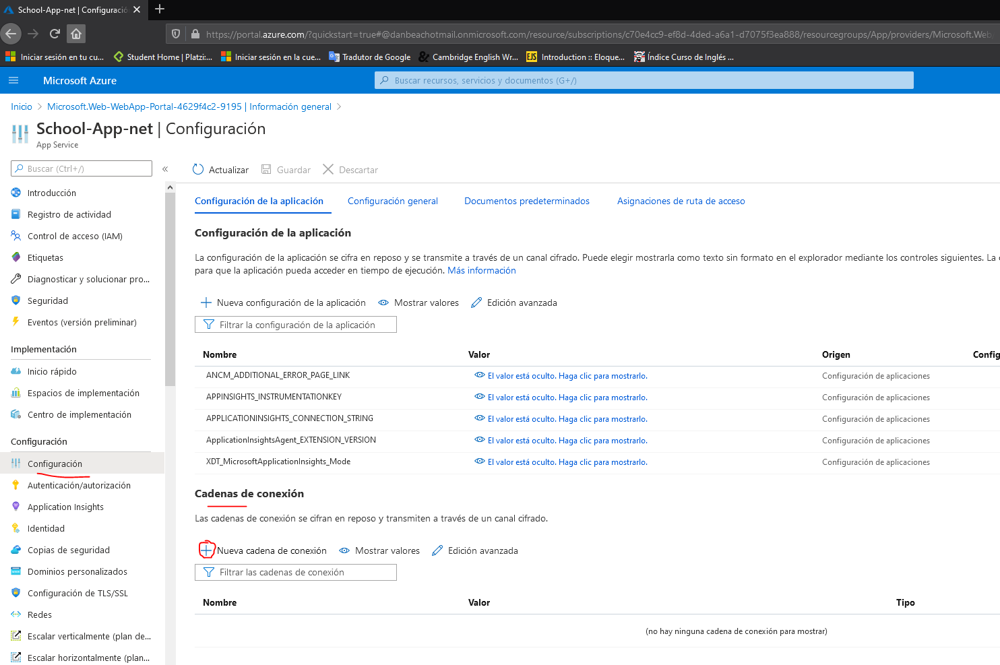 School-App-net | Configuració
https://portal.azure.com/?quickstart=true#@danbeachotmail.onmicrosoft.com/resource/subscriptions/c70e4cc9-ef8d-4ded-a6a1-d7075f3ea888/resourcegroups/App/providers/Microsoft.Web/
Iniciar sesión en tu cu...
Student Home | Platzi:...
Iniciar sesión en la cue...
Tradutor de Google
Cambridge English Wr...
EJS
Introduction :: Eloque...
Índice Curso de Inglés ...
Microsoft Azure
Buscar recursos, servicios y documentos (G+/)
Inicio > Microsoft.Web-WebApp-Portal-4629f4c2-9195 | Información general >
School-App-net | Configuración
App Service
Buscar (Ctrl+/)
«
Introducción
Registro de actividad
Control de acceso (IAM)
Etiquetas
Diagnosticar y solucionar pro...
Seguridad
Eventos (versión preliminar)
Implementación
Inicio rápido
Espacios de implementación
Centro de implementación
Configuración
Configuración
Autenticación/autorización
Application Insights
Identidad
Copias de seguridad
Dominios personalizados
Configuración de TLS/SSL
Redes
Escalar verticalmente (plan de...
Escalar horizontalmente (plan...
Actualizar Guardar Descartar
Configuración de la aplicación Configuración general Documentos predeterminados Asignaciones de ruta de acceso
Configuración de la aplicación
La configuración de la aplicación se cifra en reposo y se transmite a través de un canal cifrado. Puede elegir mostrarla como texto sin formato en el explorador mediante los controles siguientes. La
para que la aplicación pueda acceder en tiempo de ejecución. Más información
Nueva configuración de la aplicación Mostrar valores Edición avanzada
Filtrar la configuración de la aplicación
Nombre Valor Origen Config
ANCM_ADDITIONAL_ERROR_PAGE_LINK El valor está oculto. Haga clic para mostrarlo. Configuración de aplicaciones
APPINSIGHTS_INSTRUMENTATIONKEY El valor está oculto. Haga clic para mostrarlo. Configuración de aplicaciones
APPLICATIONINSIGHTS_CONNECTION_STRING El valor está oculto. Haga clic para mostrarlo. Configuración de aplicaciones
ApplicationInsightsAgent_EXTENSION_VERSION El valor está oculto. Haga clic para mostrarlo. Configuración de aplicaciones
XDT_MicrosoftApplicationInsights_Mode El valor está oculto. Haga clic para mostrarlo. Configuración de aplicaciones
Cadenas de conexión
Las cadenas de conexión se cifran en reposo y transmiten a través de un canal cifrado.
Nueva cadena de conexión Mostrar valores Edición avanzada
Filtrar las cadenas de conexión
Nombre Valor Tipo
(no hay ninguna cadena de conexión para mostrar)